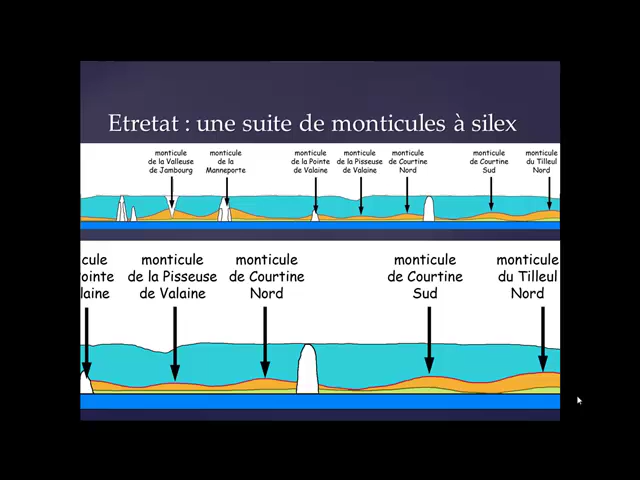 Etretat : une suite de monticules à silex
monticule
de la Valleuse
de Jambourg
monticule
de la
Manneporte
monticule
de la Pointe
de Valaine
monticule
de la Pisseuse
de Valaine
monticule
de Courtine
Nord
monticule
de Courtine
Sud
monticule
du Tilleul
Nord
cule
ointe
laine
monticule
de la Pisseuse
de Valaine
monticule
de Courtine
Nord
monticule
de Courtine
Sud
monticule
du Tilleul
Nord